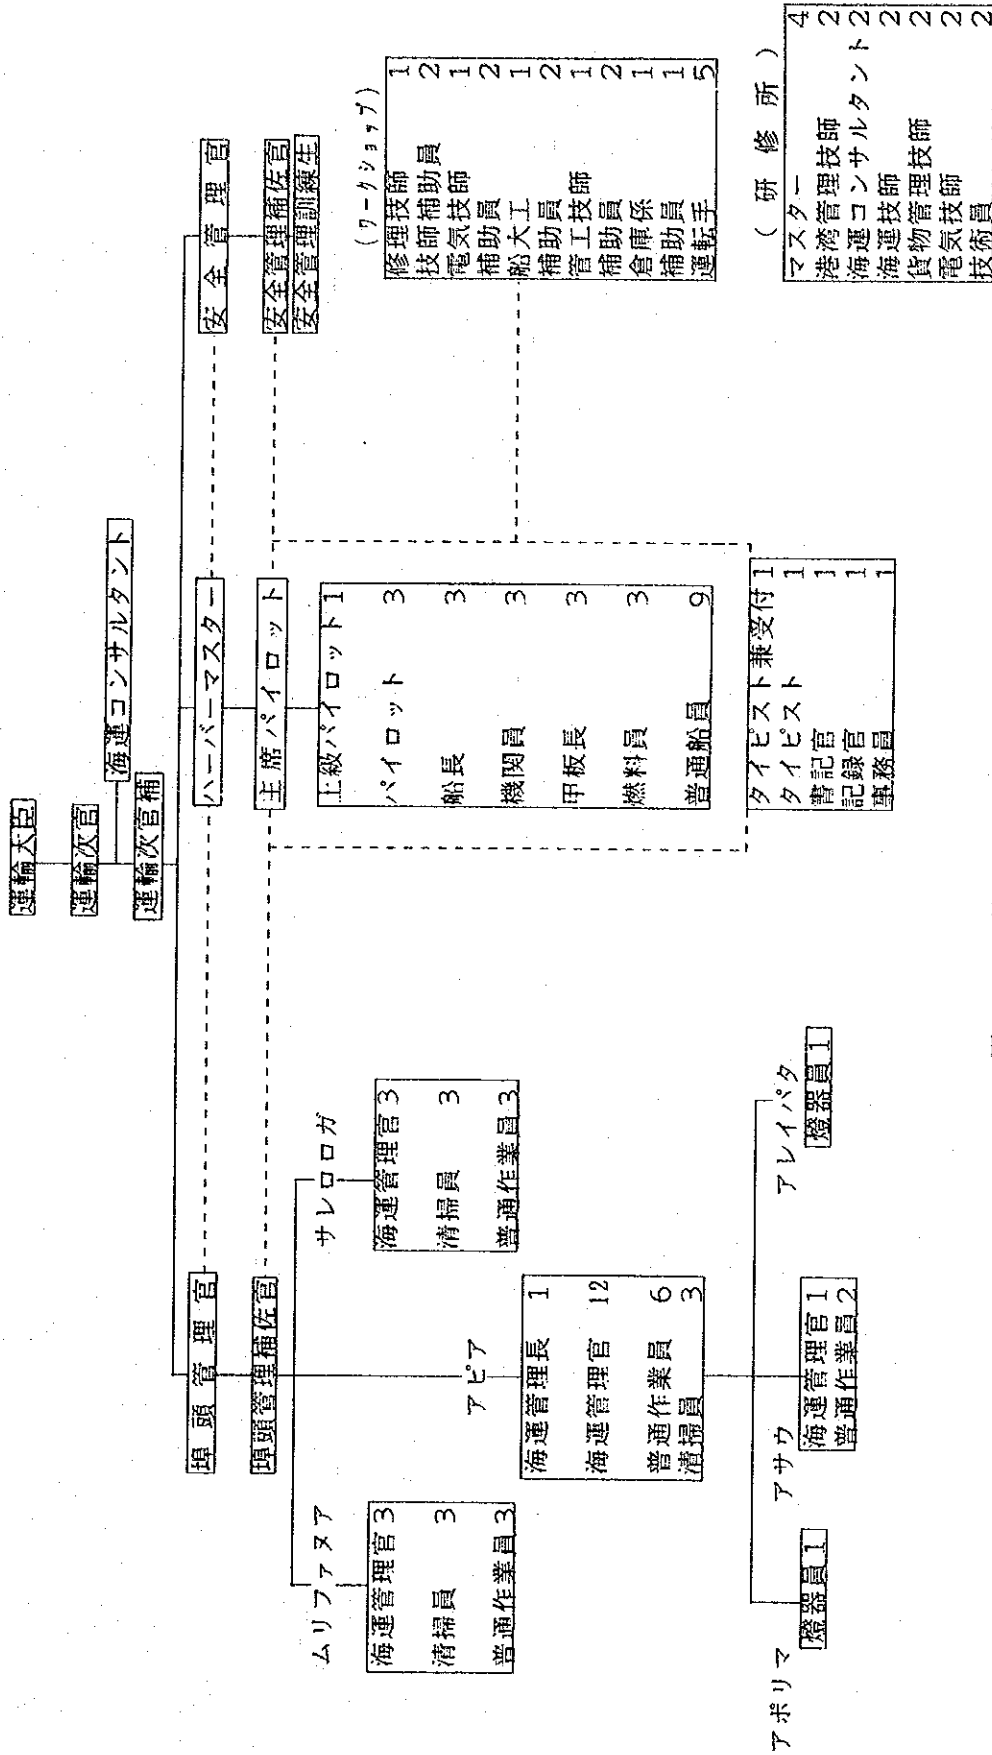 運輸大臣
運輸次官
海運コンサルタント
運輸次官補
埠頭管理官
ハーバーマスター
安全管理官
埠頭管理補佐官
主席パイロット
安全管理補佐官
安全管理訓練生
ムリファヌア
海運管理官 3
清掃員 3
普通作業員 3
サレロロガ
海運管理官 3
清掃員 3
普通作業員 3
アピア
海運管理長 1
海運管理官 12
普通作業員 6
清掃員 3
アポリマ
燈器員 1
アサウ
海運管理官 1
普通作業員 2
アレイパタ
燈器員 1
上級パイロット 1
パイロット 3
船長 3
機関員 3
甲板長 3
燃料員 3
普通船員 9
タイピスト兼受付 1
タイピスト 1
書記官 1
記録官 1
事務員 1
(ワークショップ)
修理技師 1
技師補助員 2
電気技師 1
補助員 2
船大工 1
補助員 2
管工技師 1
補助員 2
倉庫係 1
補助員 1
運転手 5
(研修所)
マスター 4
港湾管理技師 2
海運コンサルタント 2
海運技師 2
貨物管理技師 2
電気技師 2
技術員 2